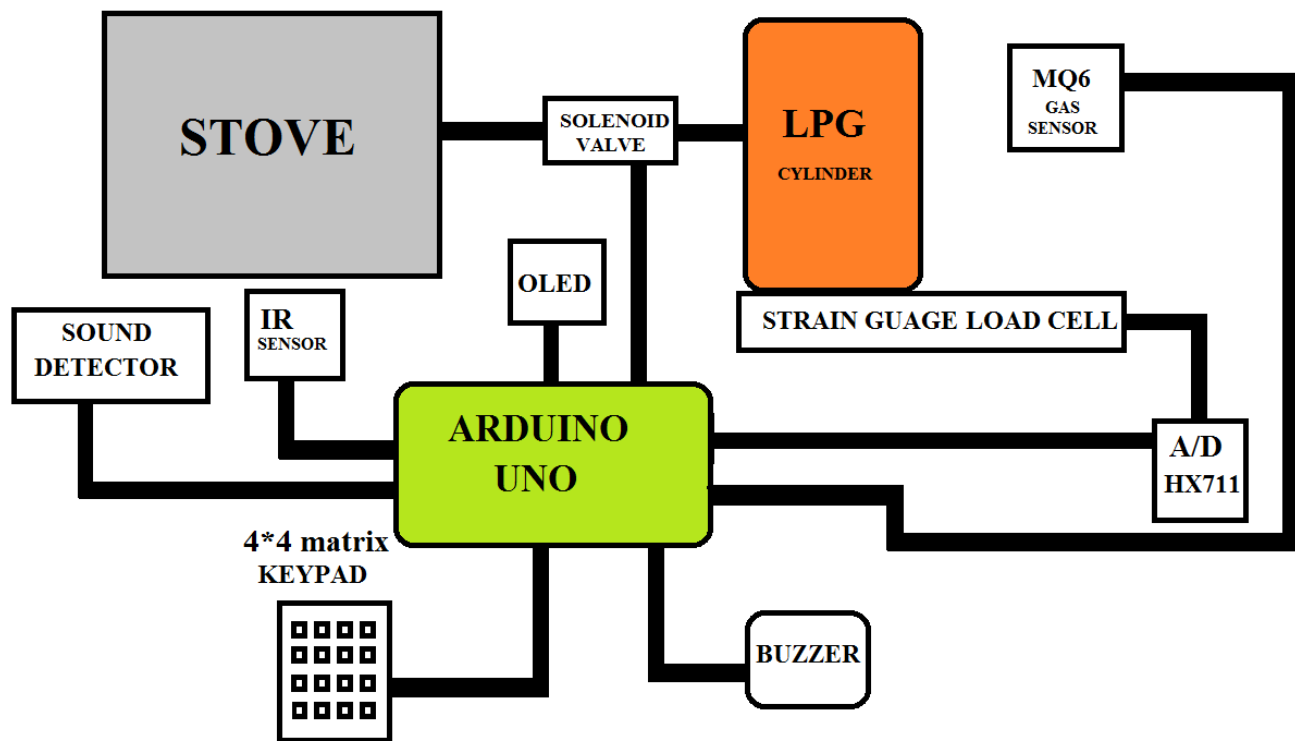 STOVE
SOLENOID
VALVE
LPG
CYLINDER
MQ6
GAS
SENSOR
OLED
IR
SENSOR
SOUND
DETECTOR
STRAIN GUAGE LOAD CELL
ARDUINO
UNO
A/D
HX711
4*4 matrix
KEYPAD
BUZZER